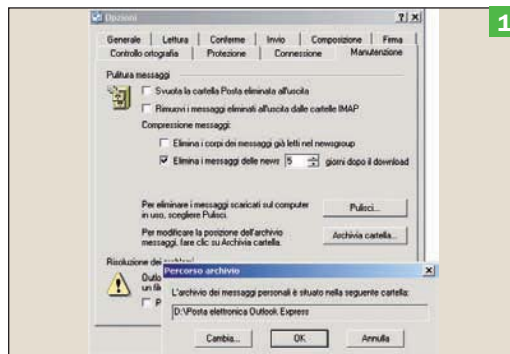 1
Opzioni
Generale Lettura Conferme Invio Composizione Firma
Controllo ortografia Protezione Connessione Manutenzione
Pulitura messaggi
Svuota la cartella Posta eliminata all'uscita
Rimuovi i messaggi eliminati all'uscita dalle cartelle IMAP
Compressione messaggi:
Elimina i corpi dei messaggi già letti nel newsgroup
Elimina i messaggi delle news 5 giorni dopo il download
Per eliminare i messaggi scaricati sul computer
in uso, scegliere Pulisci.
Pulisci...
Per modificare la posizione dell'archivio
messaggi, fare clic su Archivia cartella.
Archivia cartella...
Risoluzione dei
Percorso archivio
un
L'archivio dei messaggi personali è situato nella seguente cartella:
D:\Posta elettronica Outlook Express
Cambia... OK Annulla